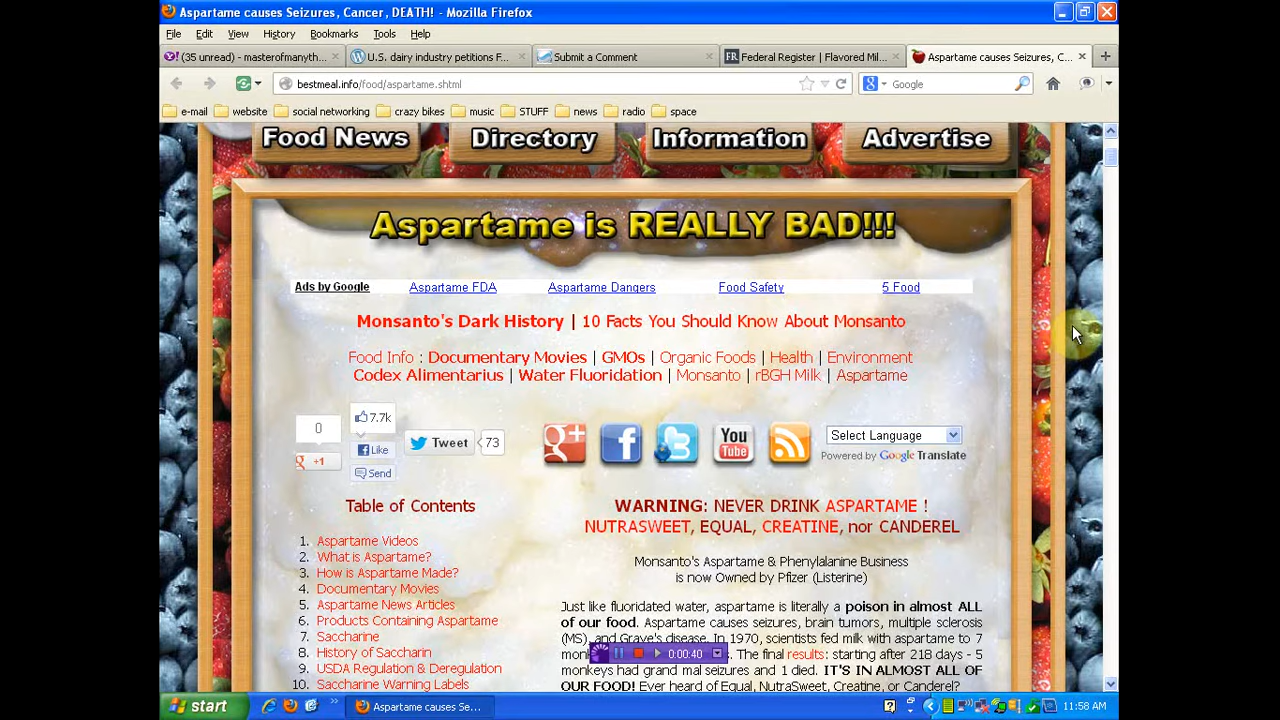 Aspartame causes Seizures, Cancer, DEATH! - Mozilla Firefox
File Edit View History Bookmarks Tools Help
(35 unread) - masterofmanyth...
U.S. dairy industry petitions F...
Submit a Comment
Federal Register | Flavored Mil...
Aspartame causes Seizures, C...
bestmeal.info/food/aspartame.shtml
Google
e-mail website social networking crazy bikes music STUFF news radio space
Food News Directory Information Advertise
Aspartame is REALLY BAD!!!
Ads by Google Aspartame FDA Aspartame Dangers Food Safety 5 Food
Monsanto's Dark History | 10 Facts You Should Know About Monsanto
Food Info : Documentary Movies | GMOs | Organic Foods | Health | Environment
Codex Alimentarius | Water Fluoridation | Monsanto | rBGH Milk | Aspartame
0
+1
7.7k
Like
Send
Tweet 73
You Tube
Select Language
Powered by Google Translate
Table of Contents
1. Aspartame Videos
2. What is Aspartame?
3. How is Aspartame Made?
4. Documentary Movies
5. Aspartame News Articles
6. Products Containing Aspartame
7. Saccharine
8. History of Saccharin
9. USDA Regulation & Deregulation
10. Saccharine Warning Labels
WARNING: NEVER DRINK ASPARTAME !
NUTRASWEET, EQUAL, CREATINE, nor CANDEREL
Monsanto's Aspartame & Phenylalanine Business
is now Owned by Pfizer (Listerine)
Just like fluoridated water, aspartame is literally a poison in almost ALL
of our food. Aspartame causes seizures, brain tumors, multiple sclerosis
(MS), and Grave's disease. In 1970, scientists fed milk with aspartame to 7
The final results: starting after 218 days - 5
monkeys had grand mal seizures and 1 died. IT'S IN ALMOST ALL OF
OUR FOOD! Ever heard of Equal, NutraSweet, Creatine, or Canderel?
0:00:40
start
Aspartame causes Se...
11:58 AM